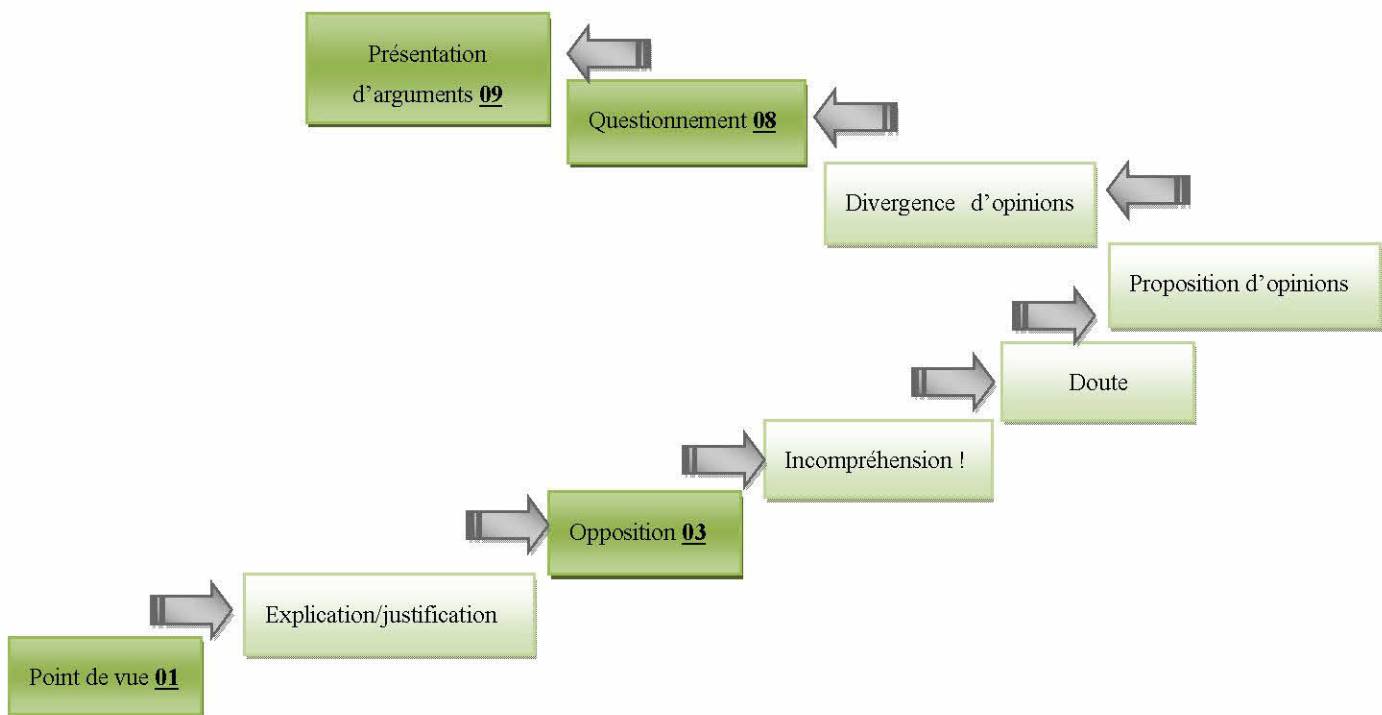 Présentation
d’arguments 09
Questionnement 08
Divergence d’opinions
Proposition d’opinions
Doute
Incompréhension !
Opposition 03
Explication/justification
Point de vue 01